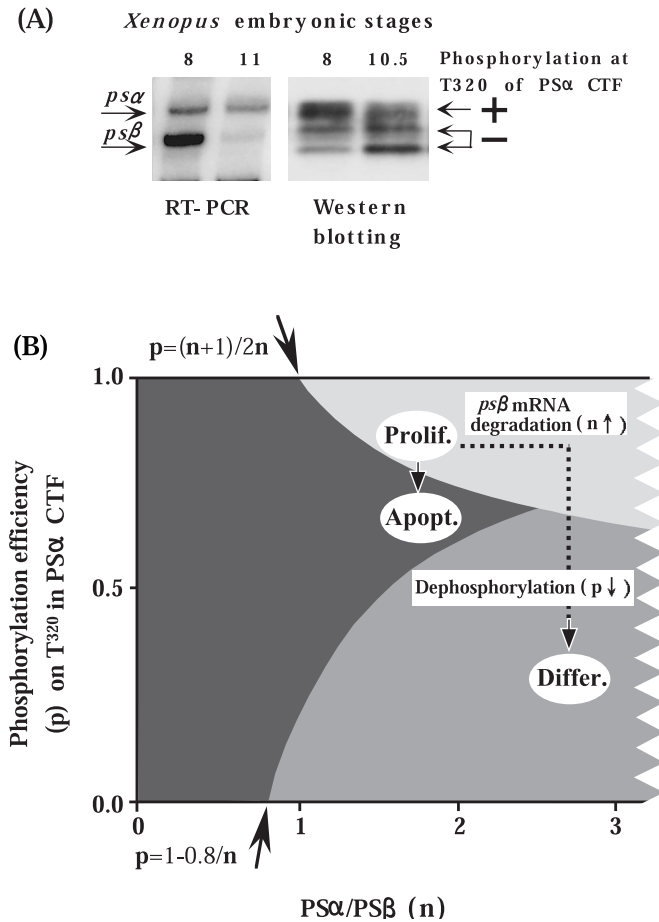 (A)
Xenopus embryonic stages
8 11 8 10.5 Phosphorylation at
T320 of PSα CTF
psα
psβ
+
−
RT- PCR Western
blotting
(B)
p=(n+1)/2n
1.0
0.5
0.0
Phosphorylation efficiency
(p) on T³²⁰ in PSα CTF
psβ mRNA
degradation ( n ↑ )
Prolif.
Apopt.
Dephosphorylation ( p ↓ )
Differ.
0 1 2 3
p=1-0.8/n
PSα/PSβ (n)